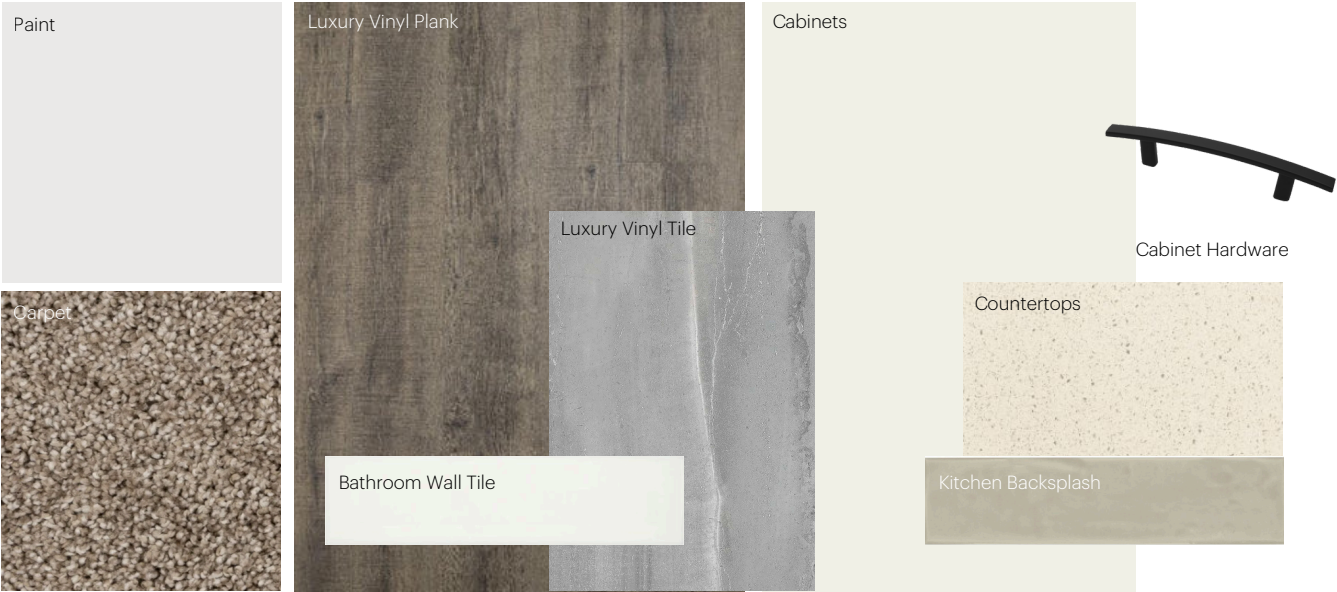 Paint
Luxury Vinyl Plank
Cabinets
Luxury Vinyl Tile
Cabinet Hardware
Carpet
Countertops
Bathroom Wall Tile
Kitchen Backsplash